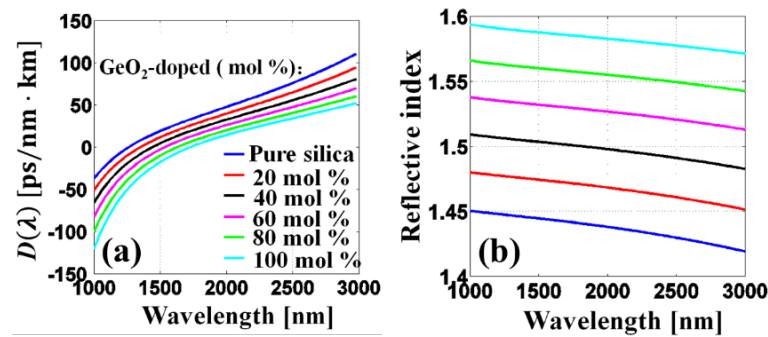 150
100
50
0
-50
-100
-150
1000
1500
2000
2500
3000
D(λ) [ps/nm · km]
Wavelength [nm]
GeO2-doped ( mol %):
Pure silica
20 mol %
40 mol %
60 mol %
80 mol %
100 mol %
(a)
1.6
1.55
1.5
1.45
1.4
1000
1500
2000
2500
3000
Reflective index
Wavelength [nm]
(b)